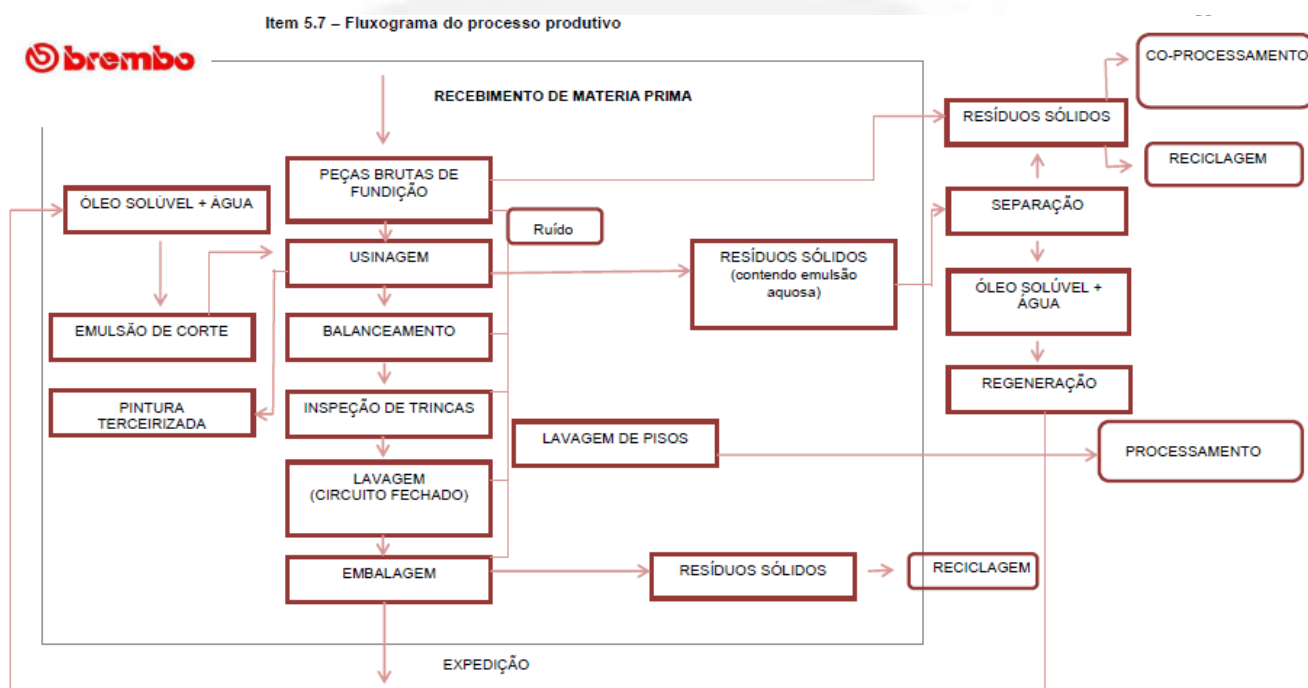 Item 5.7 – Fluxograma do processo produtivo
brembo
RECEBIMENTO DE MATERIA PRIMA
CO-PROCESSAMENTO
RESÍDUOS SÓLIDOS
RECICLAGEM
PEÇAS BRUTAS DE
FUNDIÇÃO
ÓLEO SOLÚVEL + ÁGUA
Ruído
SEPARAÇÃO
USINAGEM
RESÍDUOS SÓLIDOS
(contendo emulsão
aquosa)
ÓLEO SOLÚVEL +
ÁGUA
EMULSÃO DE CORTE
BALANCEAMENTO
REGENERAÇÃO
PINTURA
TERCEIRIZADA
INSPEÇÃO DE TRINCAS
LAVAGEM DE PISOS
PROCESSAMENTO
LAVAGEM
(CIRCUITO FECHADO)
EMBALAGEM
RESÍDUOS SÓLIDOS
RECICLAGEM
EXPEDIÇÃO